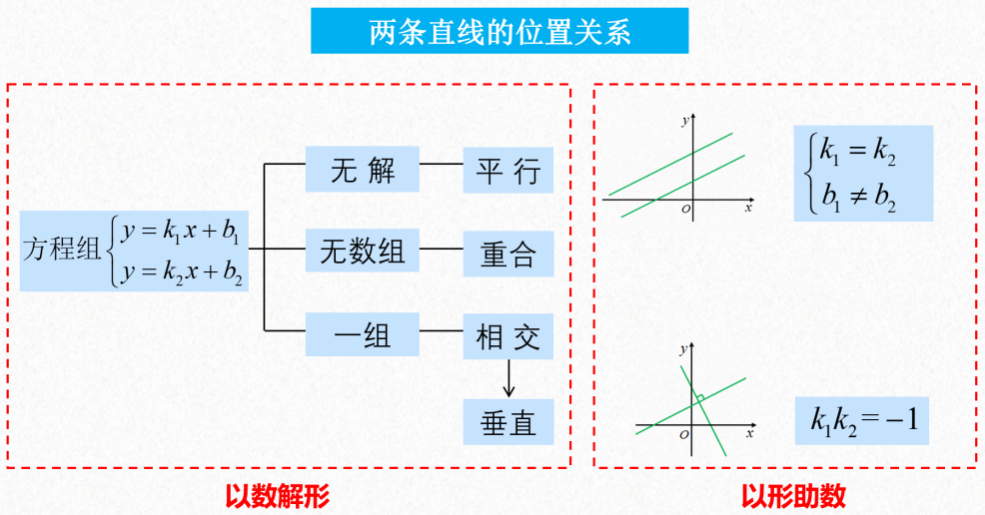 两条直线的位置关系
方程组 { y = k₁x + b₁
y = k₂x + b₂
无解
平行
无数组
重合
一组
相交
垂直
以数解形
y
O
x
{ k₁ = k₂
b₁ ≠ b₂
y
O
x
k₁k₂ = −1
以形助数